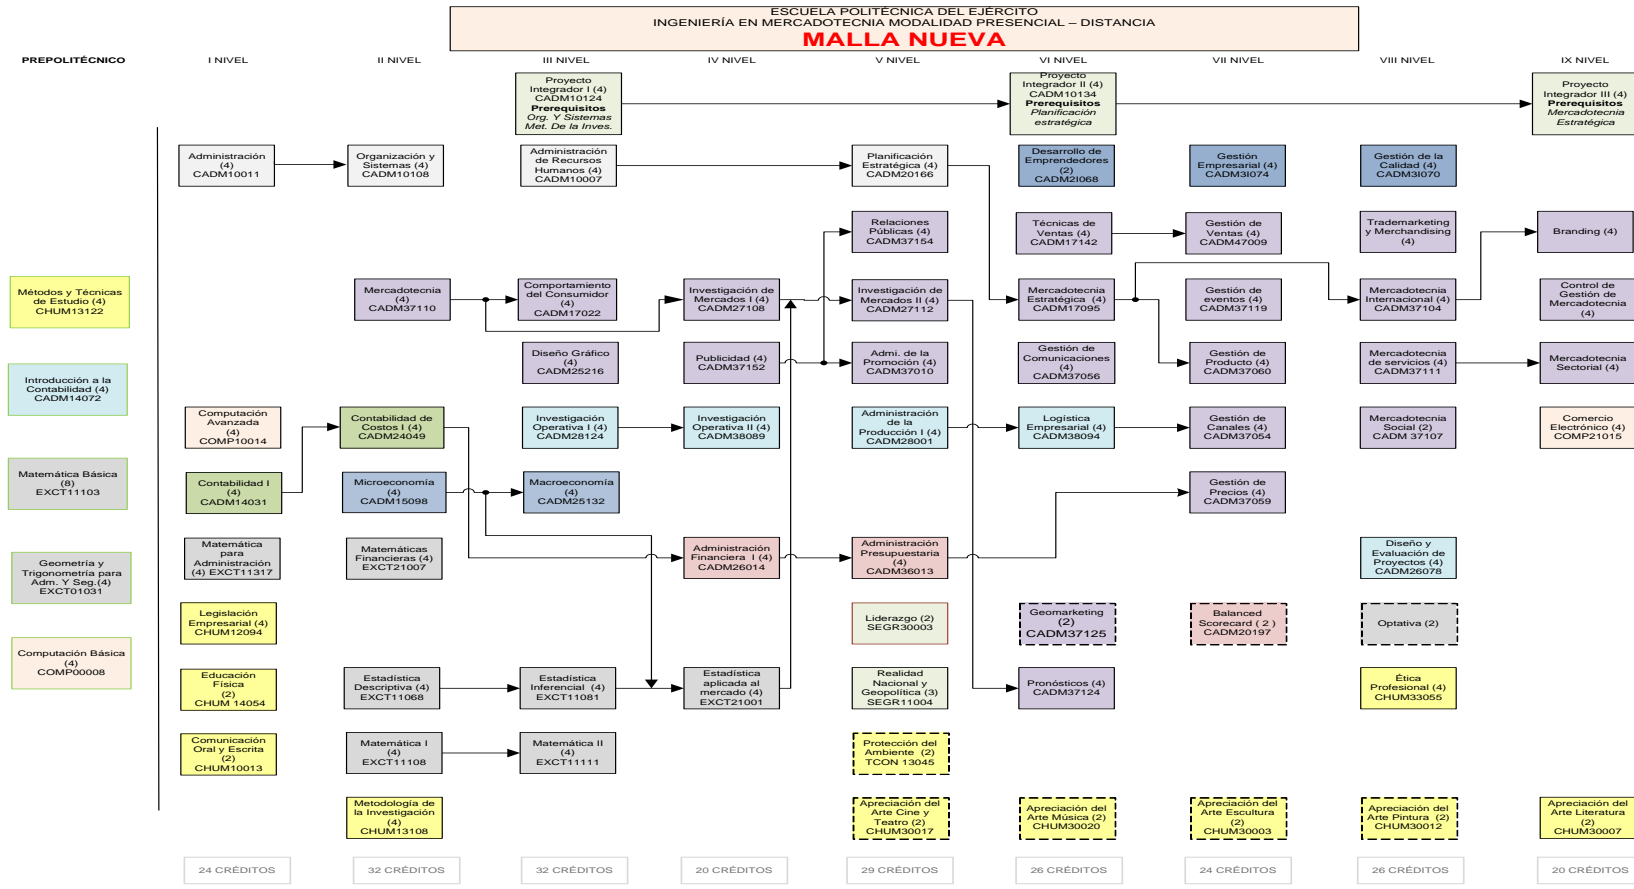 ESCUELA POLITÉCNICA DEL EJÉRCITO
INGENIERÍA EN MERCADOTECNIA MODALIDAD PRESENCIAL – DISTANCIA
MALLA NUEVA
PREPOLITÉCNICO
Métodos y Técnicas
de Estudio (4)
CHUM13122
Introducción a la
Contabilidad (4)
CADM14072
Matemática Básica
(8)
EXCT11103
Geometría y
Trigonometría para
Adm. Y Seg.(4)
EXCT01031
Computación Básica
(4)
COMP00008
I NIVEL
Administración
(4)
CADM10011
Computación
Avanzada
(4)
COMP10014
Contabilidad I
(4)
CADM14031
Matemática
para
Administración
(4) EXCT11317
Legislación
Empresarial (4)
CHUM12094
Educación
Física
(2)
CHUM 14054
Comunicación
Oral y Escrita
(2)
CHUM10013
24 CRÉDITOS
II NIVEL
Organización y
Sistemas (4)
CADM10108
Mercadotecnia
(4)
CADM37110
Contabilidad de
Costos I (4)
CADM24049
Microeconomía
(4)
CADM15098
Matemáticas
Financieras (4)
EXCT21007
Estadística
Descriptiva (4)
EXCT11068
Matemática I
(4)
EXCT11108
Metodología de
la Investigación
(4)
CHUM13108
32 CRÉDITOS
III NIVEL
Proyecto
Integrador I (4)
CADM10124
Prerequisitos
Org. Y Sistemas
Met. De la Inves.
Administración
de Recursos
Humanos (4)
CADM10007
Comportamiento
del Consumidor
(4)
CADM17022
Diseño Gráfico
(4)
CADM25216
Investigación
Operativa I (4)
CADM28124
Macroeconomía
(4)
CADM25132
Estadística
Inferencial (4)
EXCT11081
Matemática II
(4)
EXCT11111
32 CRÉDITOS
IV NIVEL
Investigación de
Mercados I (4)
CADM27108
Publicidad (4)
CADM37152
Investigación
Operativa II (4)
CADM38089
Administración
Financiera I (4)
CADM26014
Estadística
aplicada al
mercado (4)
EXCT21001
20 CRÉDITOS
V NIVEL
Planificación
Estratégica (4)
CADM20166
Relaciones
Públicas (4)
CADM37154
Investigación de
Mercados II (4)
CADM27112
Admi. de la
Promoción (4)
CADM37010
Administración
de la
Producción I (4)
CADM28001
Administración
Presupuestaria
(4)
CADM36013
Liderazgo (2)
SEGR30003
Realidad
Nacional y
Geopolítica (3)
SEGR11004
Protección del
Ambiente (2)
TCON 13045
Apreciación del
Arte Cine y
Teatro (2)
CHUM30017
29 CRÉDITOS
VI NIVEL
Proyecto
Integrador II (4)
CADM10134
Prerequisitos
Planificación
estratégica
Desarrollo de
Emprendedores
(2)
CADM2I068
Técnicas de
Ventas (4)
CADM17142
Mercadotecnia
Estratégica (4)
CADM17095
Gestión de
Comunicaciones
(4)
CADM37056
Logística
Empresarial (4)
CADM38094
Geomarketing
(2)
CADM37125
Pronósticos (4)
CADM37124
Apreciación del
Arte Música (2)
CHUM30020
26 CRÉDITOS
VII NIVEL
Gestión
Empresarial (4)
CADM3I074
Gestión de
Ventas (4)
CADM47009
Gestión de
eventos (4)
CADM37119
Gestión de
Producto (4)
CADM37060
Gestión de
Canales (4)
CADM37054
Gestión de
Precios (4)
CADM37059
Balanced
Scorecard ( 2 )
CADM20197
Apreciación del
Arte Escultura
(2)
CHUM30003
24 CRÉDITOS
VIII NIVEL
Gestión de la
Calidad (4)
CADM3I070
Trademarketing
y Merchandising
(4)
Mercadotecnia
Internacional (4)
CADM37104
Mercadotecnia
de servicios (4)
CADM37111
Mercadotecnia
Social (2)
CADM 37107
Diseño y
Evaluación de
Proyectos (4)
CADM26078
Optativa (2)
Ética
Profesional (4)
CHUM33055
Apreciación del
Arte Pintura (2)
CHUM30012
26 CRÉDITOS
IX NIVEL
Proyecto
Integrador III (4)
Prerequisitos
Mercadotecnia
Estratégica
Branding (4)
Control de
Gestión de
Mercadotecnia
(4)
Mercadotecnia
Sectorial (4)
Comercio
Electrónico (4)
COMP21015
Apreciación del
Arte Literatura
(2)
CHUM30007
20 CRÉDITOS